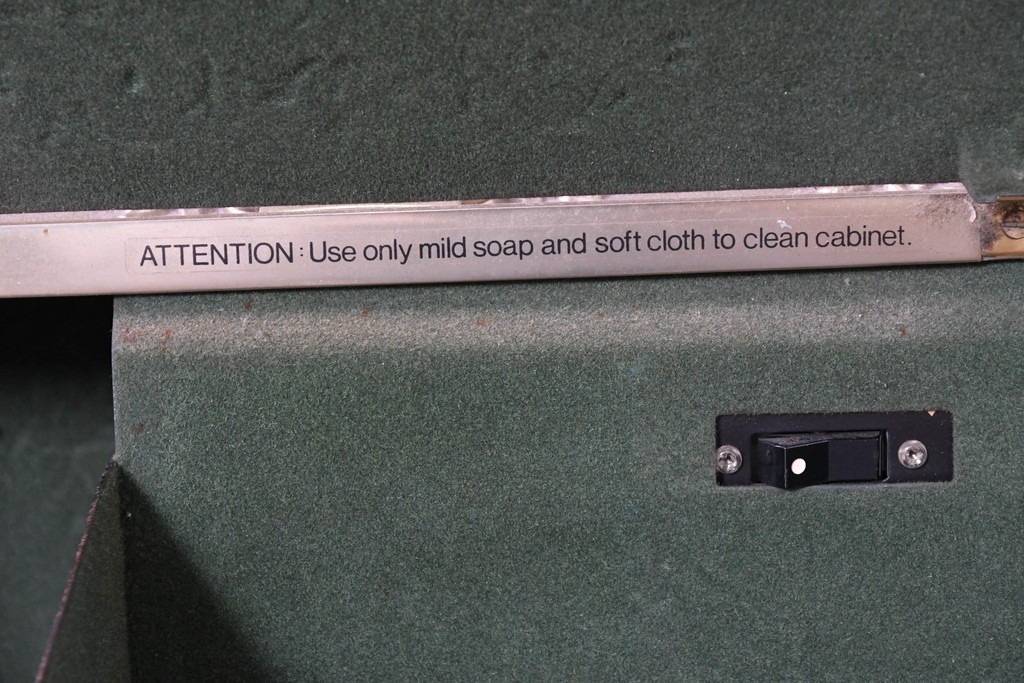 ATTENTION: Use only mild soap and soft cloth to clean cabinet.